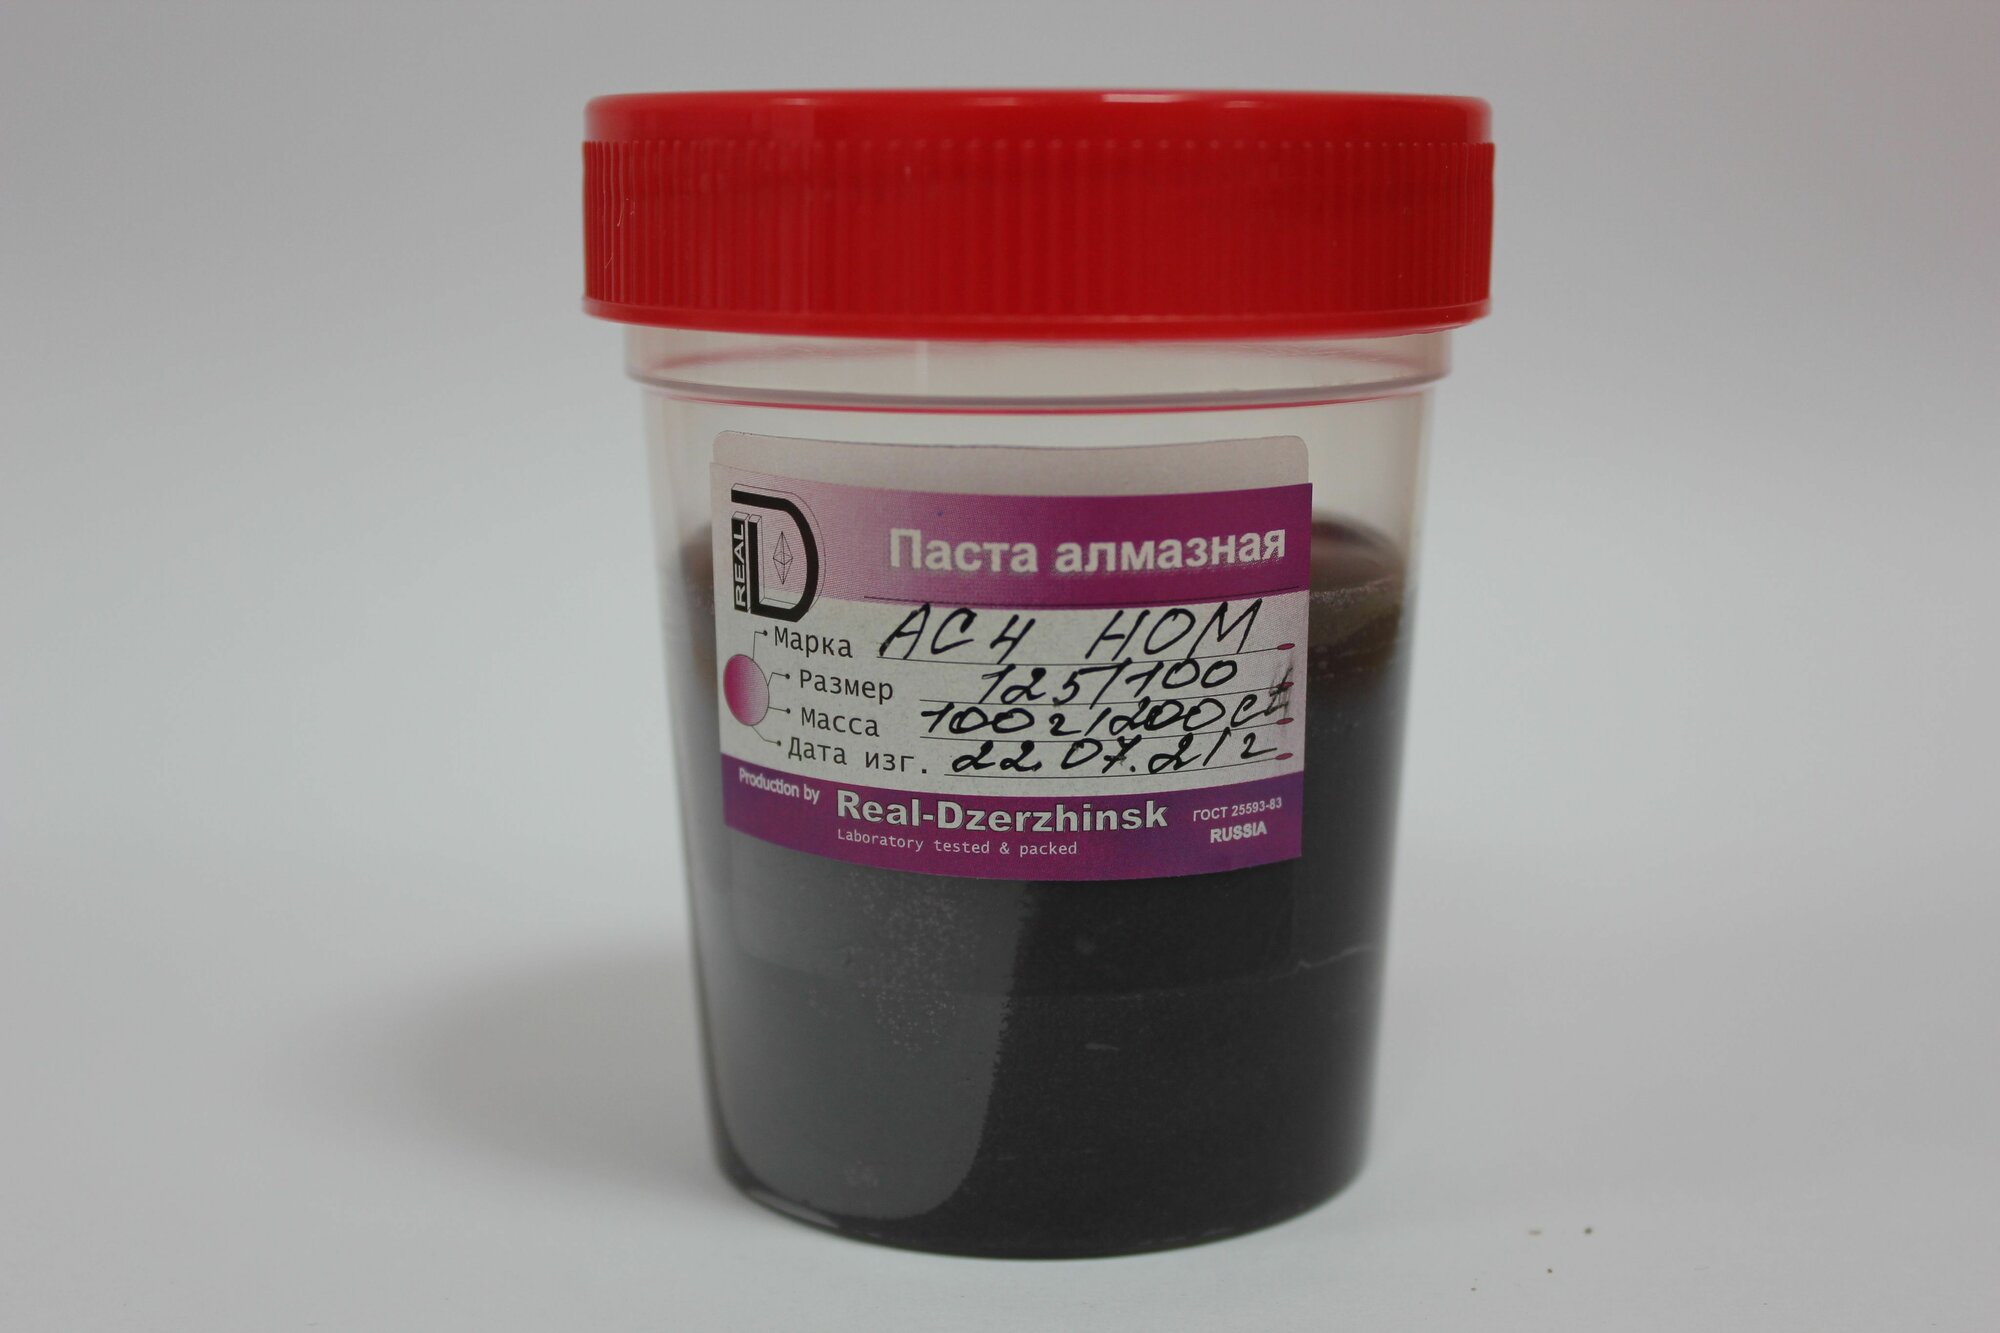 REAL D
Паста алмазная
Марка АС4 НОМ
Размер 125/100
Масса 100г/200ct
Дата изг. 22.07.21г
Production by Real-Dzerzhinsk
Laboratory tested & packed
ГОСТ 25593-83
RUSSIA